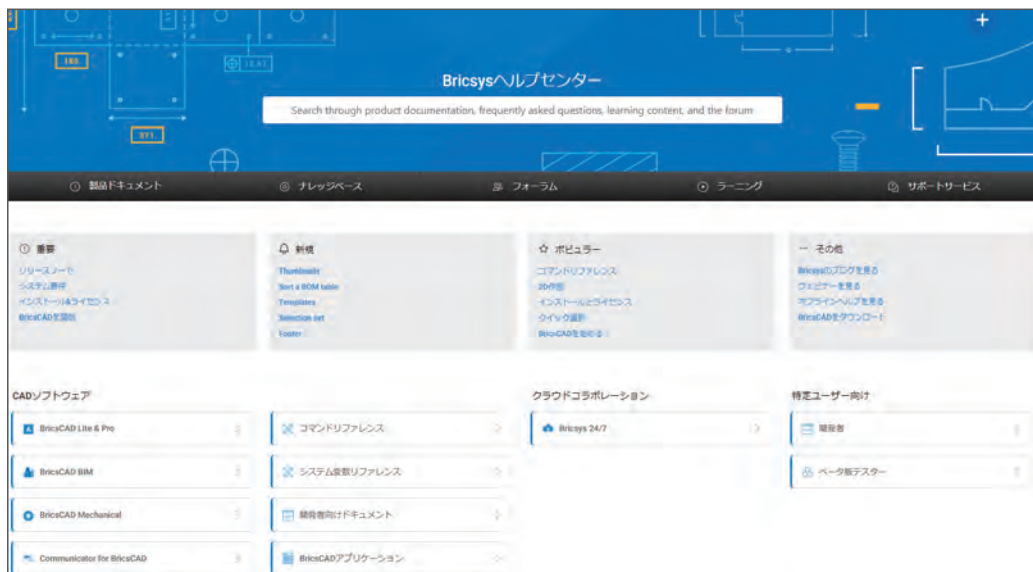 Bricsysヘルプセンター
Search through product documentation, frequently asked questions, learning content, and the forum
製品ドキュメント
ナレッジベース
フォーラム
ラーニング
サポートサービス
重要
リリースノート
システム要件
インストール&ライセンス
BricsCADを開始
新規
Thumbnails
Sort a BOM table
Templates
Selection set
Footer
ポピュラー
コマンドリファレンス
2D作図
インストールとライセンス
クイック選択
BricsCADを始める
その他
Bricsysのブログを見る
ウェビナーを見る
オフラインヘルプを見る
BricsCADをダウンロード
CADソフトウェア
BricsCAD Lite & Pro
BricsCAD BIM
BricsCAD Mechanical
Communicator for BricsCAD
コマンドリファレンス
システム変数リファレンス
開発者向けドキュメント
BricsCADアプリケーション
クラウドコラボレーション
Bricsys 24/7
特定ユーザー向け
開発者
ベータ版テスター